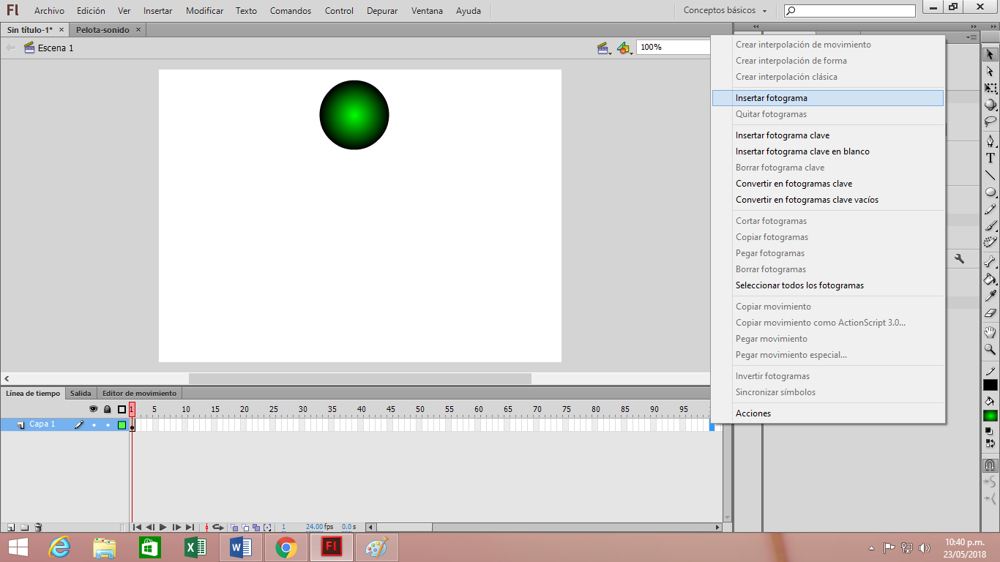 Fl Archivo Edición Ver Insertar Modificar Texto Comandos Control Depurar Ventana Ayuda Conceptos básicos
Sin título-1* × Pelota-sonido ×
Escena 1 100%
Crear interpolación de movimiento
Crear interpolación de forma
Crear interpolación clásica
Insertar fotograma
Quitar fotogramas
Insertar fotograma clave
Insertar fotograma clave en blanco
Borrar fotograma clave
Convertir en fotogramas clave
Convertir en fotogramas clave vacíos
Cortar fotogramas
Copiar fotogramas
Pegar fotogramas
Borrar fotogramas
Seleccionar todos los fotogramas
Copiar movimiento
Copiar movimiento como ActionScript 3.0...
Pegar movimiento
Pegar movimiento especial...
Invertir fotogramas
Sincronizar símbolos
Acciones
Línea de tiempo Salida Editor de movimiento
1 5 10 15 20 25 30 35 40 45 50 55 60 65 70 75 80 85 90 95
Capa 1
1 24.00 fps 0.0 s
Fl
10:40 p.m.
23/05/2018